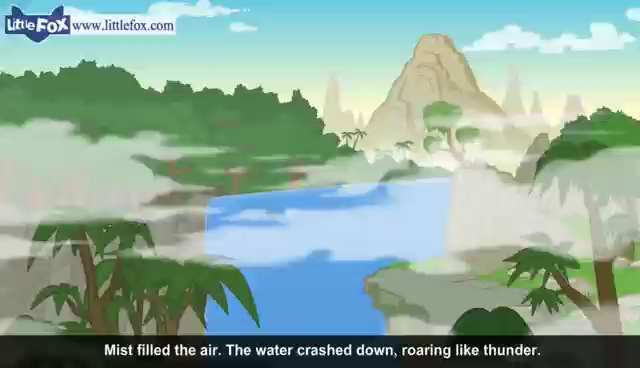 Little Fox www.littlefox.com
Mist filled the air. The water crashed down, roaring like thunder.